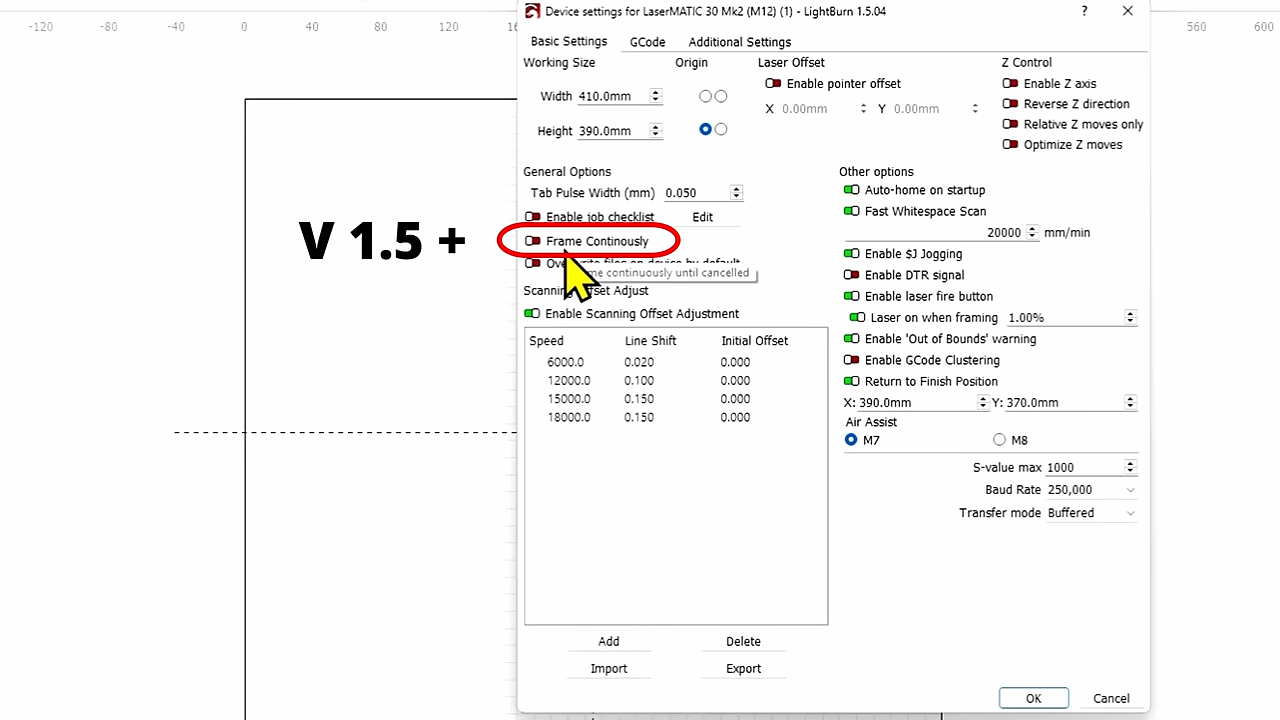 Device settings for LaserMATIC 30 Mk2 (M12) (1) - LightBurn 1.5.04 ?
-120 -80 -40 0 40 80 120 560 600
Basic Settings GCode Additional Settings
Working Size Origin Laser Offset Z Control
Enable pointer offset Enable Z axis
Width 410.0mm X 0.00mm Y 0.00mm Reverse Z direction
Height 390.0mm Relative Z moves only
Optimize Z moves
General Options Other options
Tab Pulse Width (mm) 0.050 Auto-home on startup
Enable job checklist Edit Fast Whitespace Scan
V 1.5 + Frame Continously 20000 mm/min
files on device by default Enable $J Jogging
continuously until cancelled Enable DTR signal
Scanning Offset Adjust Enable laser fire button
Enable Scanning Offset Adjustment Laser on when framing 1.00%
Speed Line Shift Initial Offset Enable 'Out of Bounds' warning
6000.0 0.020 0.000 Enable GCode Clustering
12000.0 0.100 0.000 Return to Finish Position
15000.0 0.150 0.000 X: 390.0mm Y: 370.0mm
18000.0 0.150 0.000 Air Assist
M7 M8
S-value max 1000
Baud Rate 250,000
Transfer mode Buffered
Add Delete
Import Export
OK Cancel